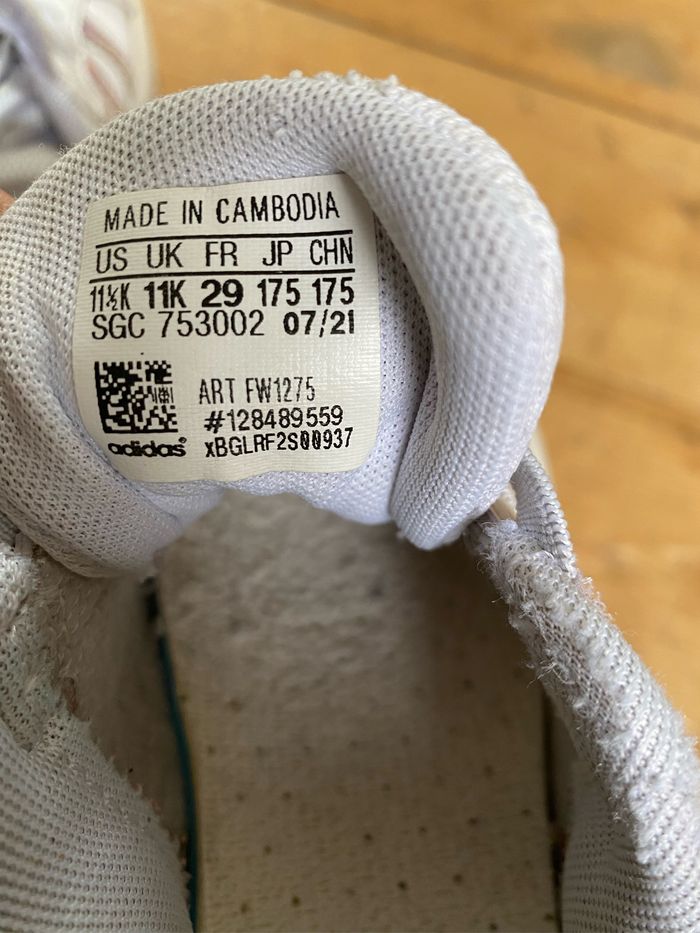 MADE IN CAMBODIA
US UK FR JP CHN
11½K 11K 29 175 175
SGC 753002 07/21
ART FW1275
#128489559
adidas® xBGLRF2S00937